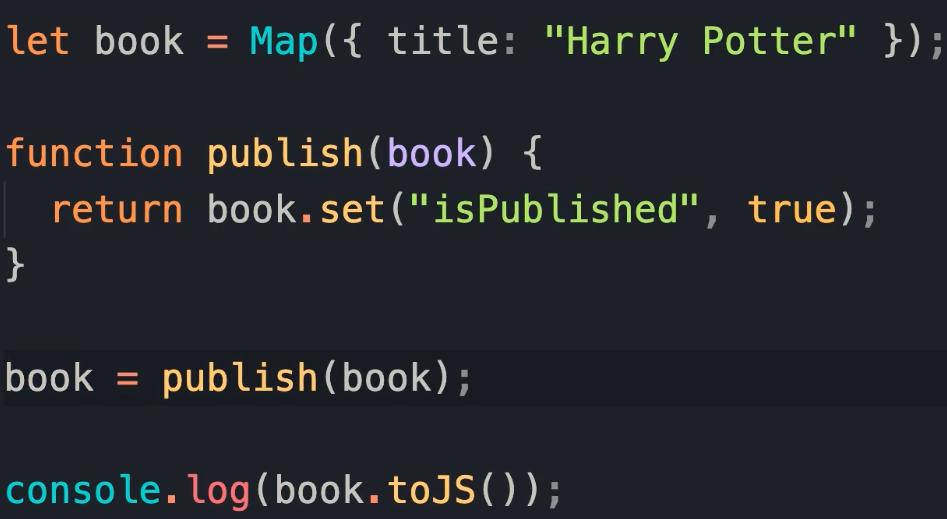 let book = Map({ title: "Harry Potter" });
function publish(book) {
return book.set("isPublished", true);
}
book = publish(book);
console.log(book.toJS());